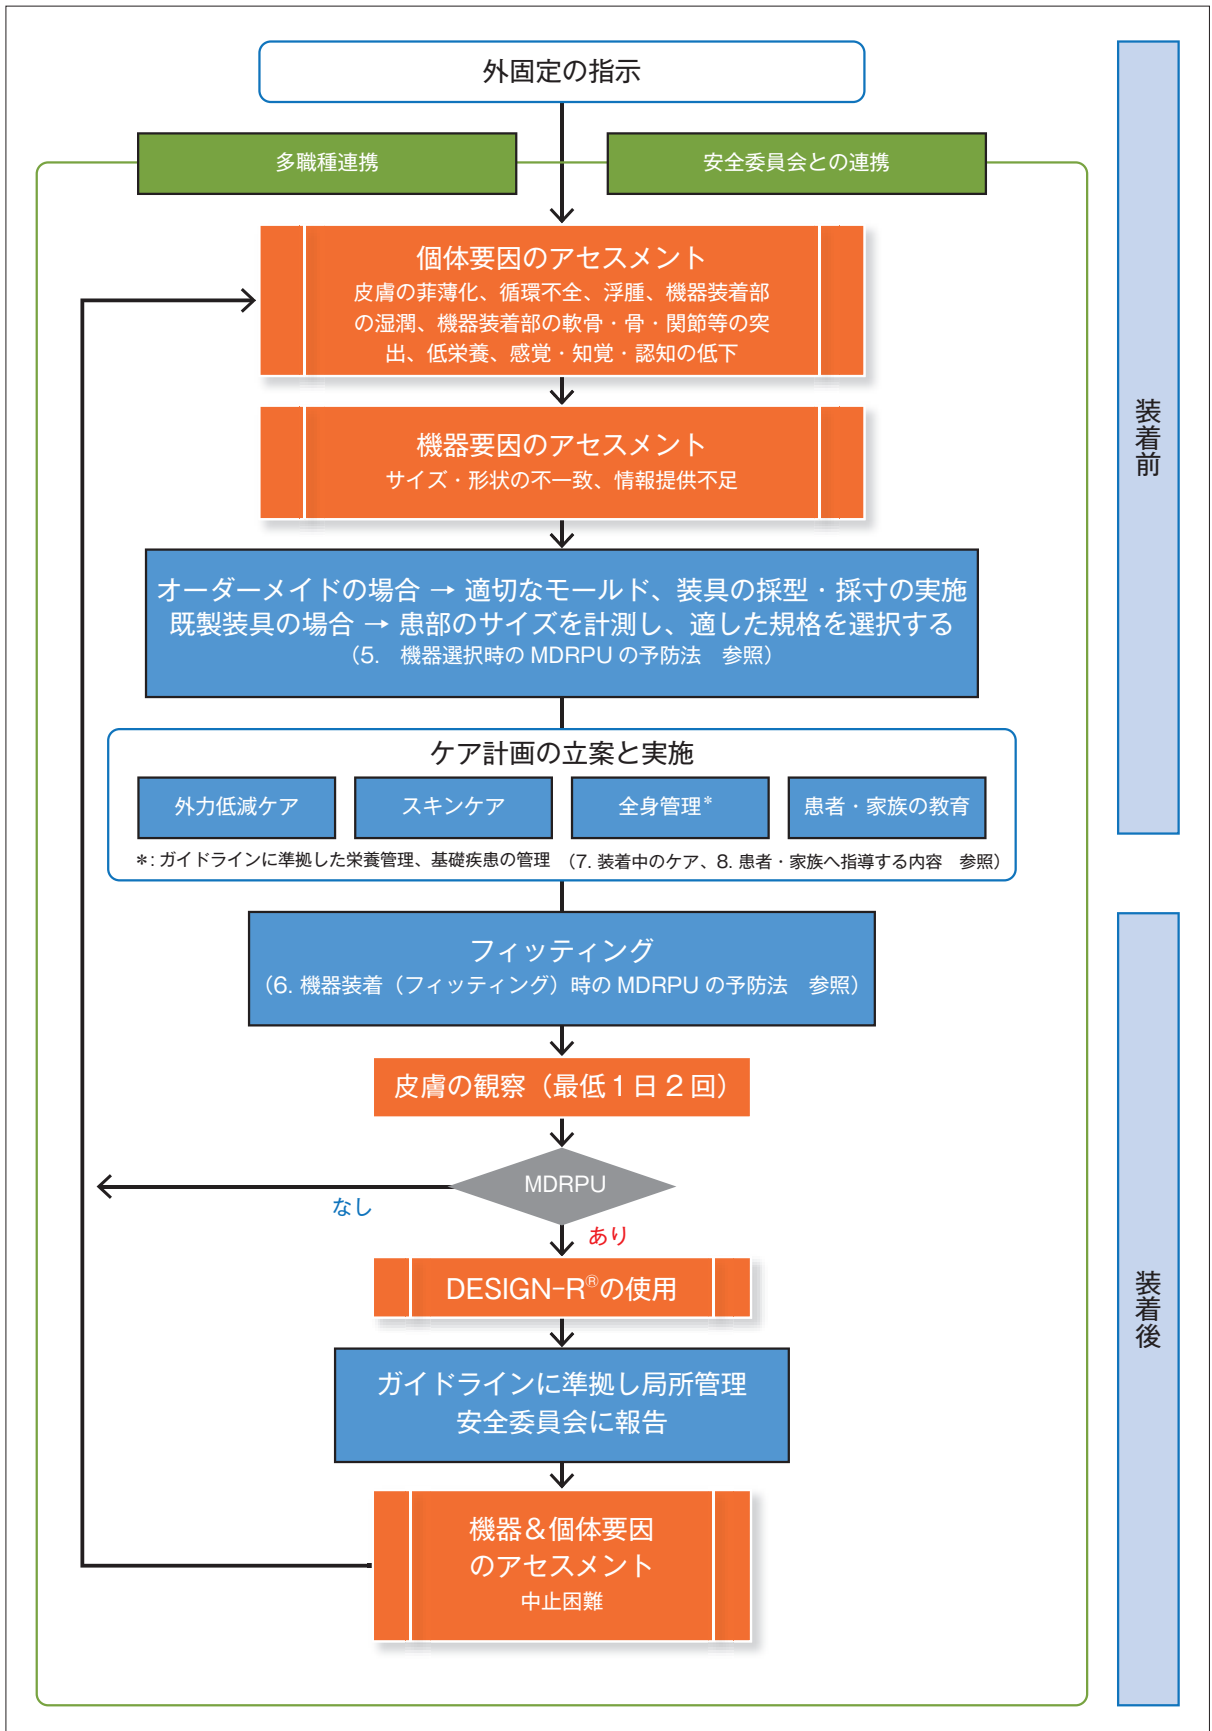 外固定の指示
多職種連携
安全委員会との連携
個体要因のアセスメント
皮膚の菲薄化、循環不全、浮腫、機器装着部
の湿潤、機器装着部の軟骨・骨・関節等の突
出、低栄養、感覚・知覚・認知の低下
機器要因のアセスメント
サイズ・形状の不一致、情報提供不足
オーダーメイドの場合 → 適切なモールド、装具の採型・採寸の実施
既製装具の場合 → 患部のサイズを計測し、適した規格を選択する
（5.　機器選択時の MDRPU の予防法　参照）
装着前
ケア計画の立案と実施
外力低減ケア
スキンケア
全身管理*
患者・家族の教育
*: ガイドラインに準拠した栄養管理、基礎疾患の管理　（7. 装着中のケア、8. 患者・家族へ指導する内容　参照）
フィッティング
（6. 機器装着（フィッティング）時の MDRPU の予防法　参照）
皮膚の観察（最低 1 日 2 回）
MDRPU
なし
あり
DESIGN-R®の使用
ガイドラインに準拠し局所管理
安全委員会に報告
機器＆個体要因
のアセスメント
中止困難
装着後